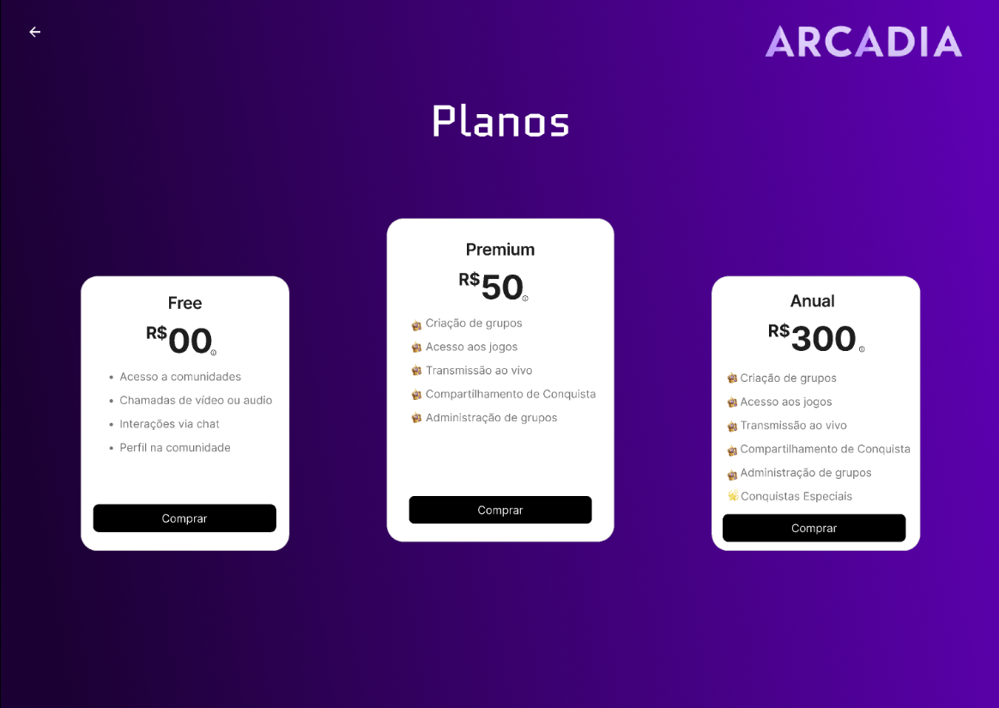 ARCADIA
Planos
Free
R$00
Acesso a comunidades
Chamadas de vídeo ou audio
Interações via chat
Perfil na comunidade
Comprar
Premium
R$50
Criação de grupos
Acesso aos jogos
Transmissão ao vivo
Compartilhamento de Conquista
Administração de grupos
Comprar
Anual
R$300
Criação de grupos
Acesso aos jogos
Transmissão ao vivo
Compartilhamento de Conquista
Administração de grupos
Conquistas Especiais
Comprar